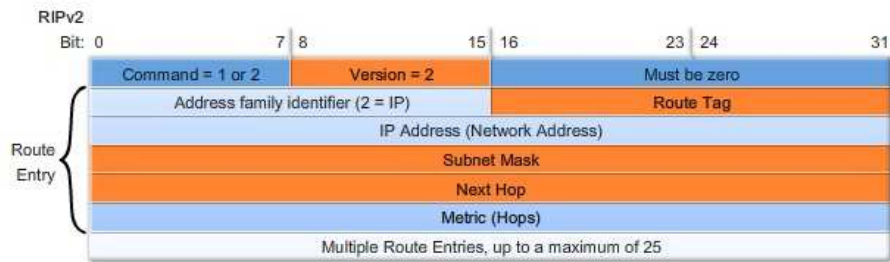 RIPv2
Bit: 0 7 8 15 16 23 24 31
Command = 1 or 2 Version = 2 Must be zero
Address family identifier (2 = IP) Route Tag
IP Address (Network Address)
Route Entry
Subnet Mask
Next Hop
Metric (Hops)
Multiple Route Entries, up to a maximum of 25